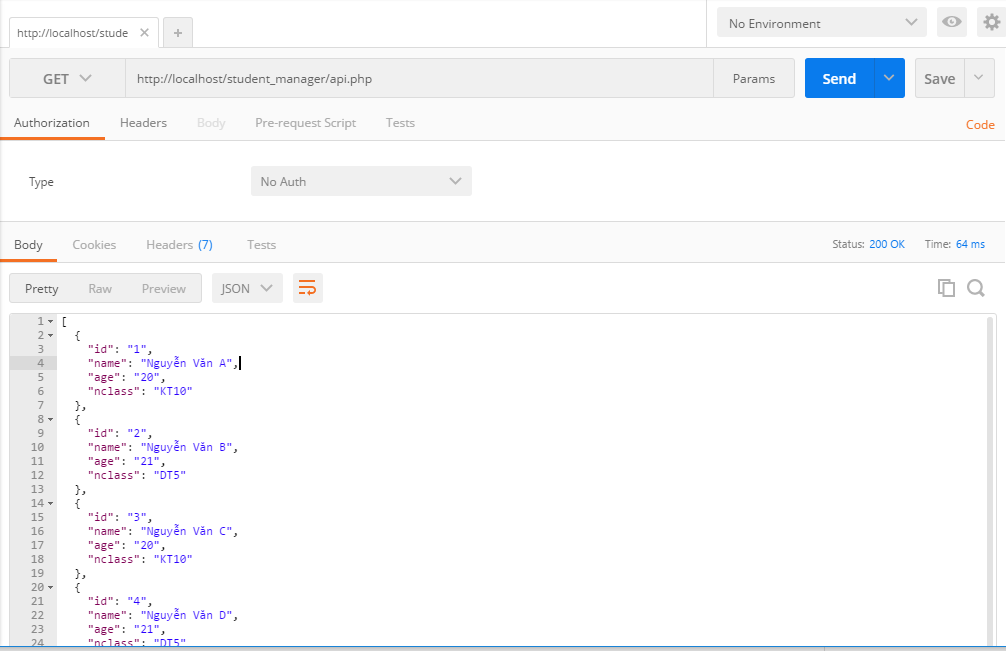 http://localhost/stude
No Environment
GET http://localhost/student_manager/api.php Params Send Save
Authorization Headers Body Pre-request Script Tests Code
Type No Auth
Body Cookies Headers (7) Tests Status: 200 OK Time: 64 ms
Pretty Raw Preview JSON
1 [
2 {
3 "id": "1",
4 "name": "Nguyễn Văn A",
5 "age": "20",
6 "nclass": "KT10"
7 },
8 {
9 "id": "2",
10 "name": "Nguyễn Văn B",
11 "age": "21",
12 "nclass": "DT5"
13 },
14 {
15 "id": "3",
16 "name": "Nguyễn Văn C",
17 "age": "20",
18 "nclass": "KT10"
19 },
20 {
21 "id": "4",
22 "name": "Nguyễn Văn D",
23 "age": "21",
24 "nclass": "DT5"